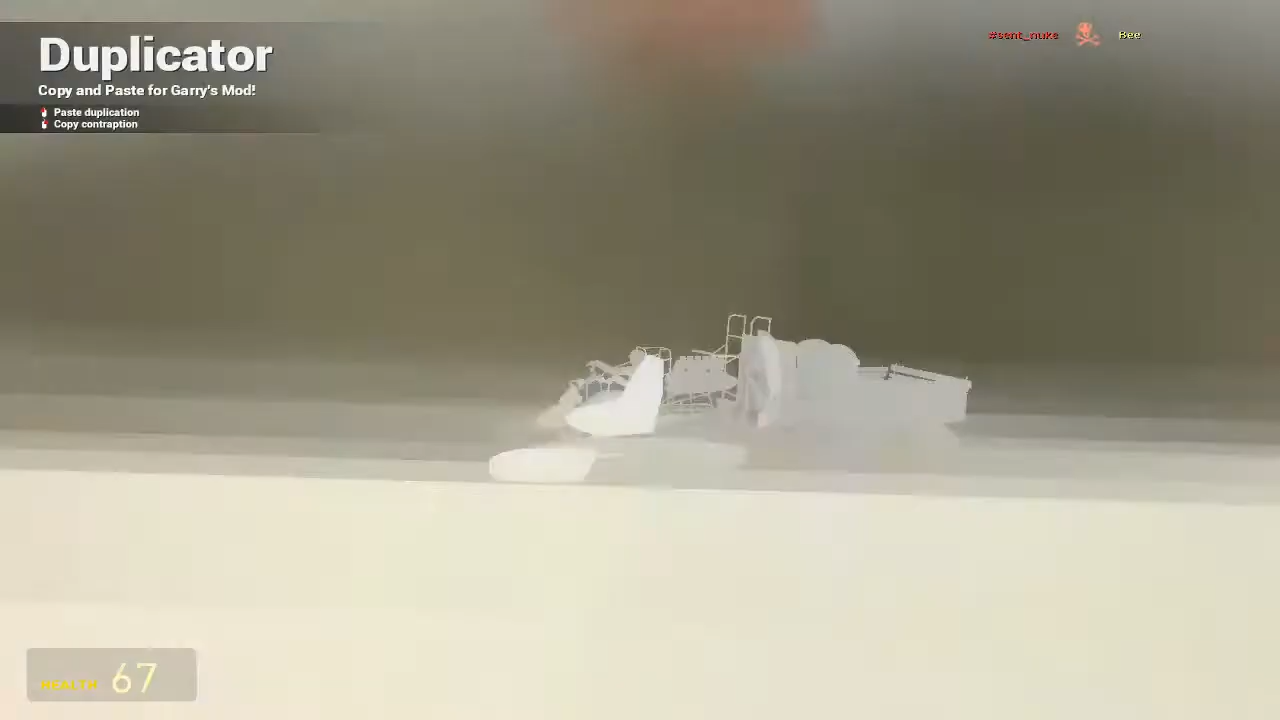 Duplicator
Copy and Paste for Garry's Mod!
Paste duplication
Copy contraption
#sent_nuke Bee
HEALTH 67